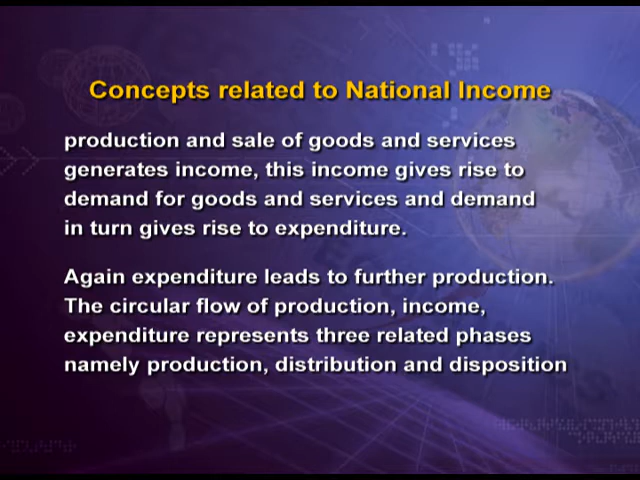 Concepts related to National Income
production and sale of goods and services
generates income, this income gives rise to
demand for goods and services and demand
in turn gives rise to expenditure.
Again expenditure leads to further production.
The circular flow of production, income,
expenditure represents three related phases
namely production, distribution and disposition